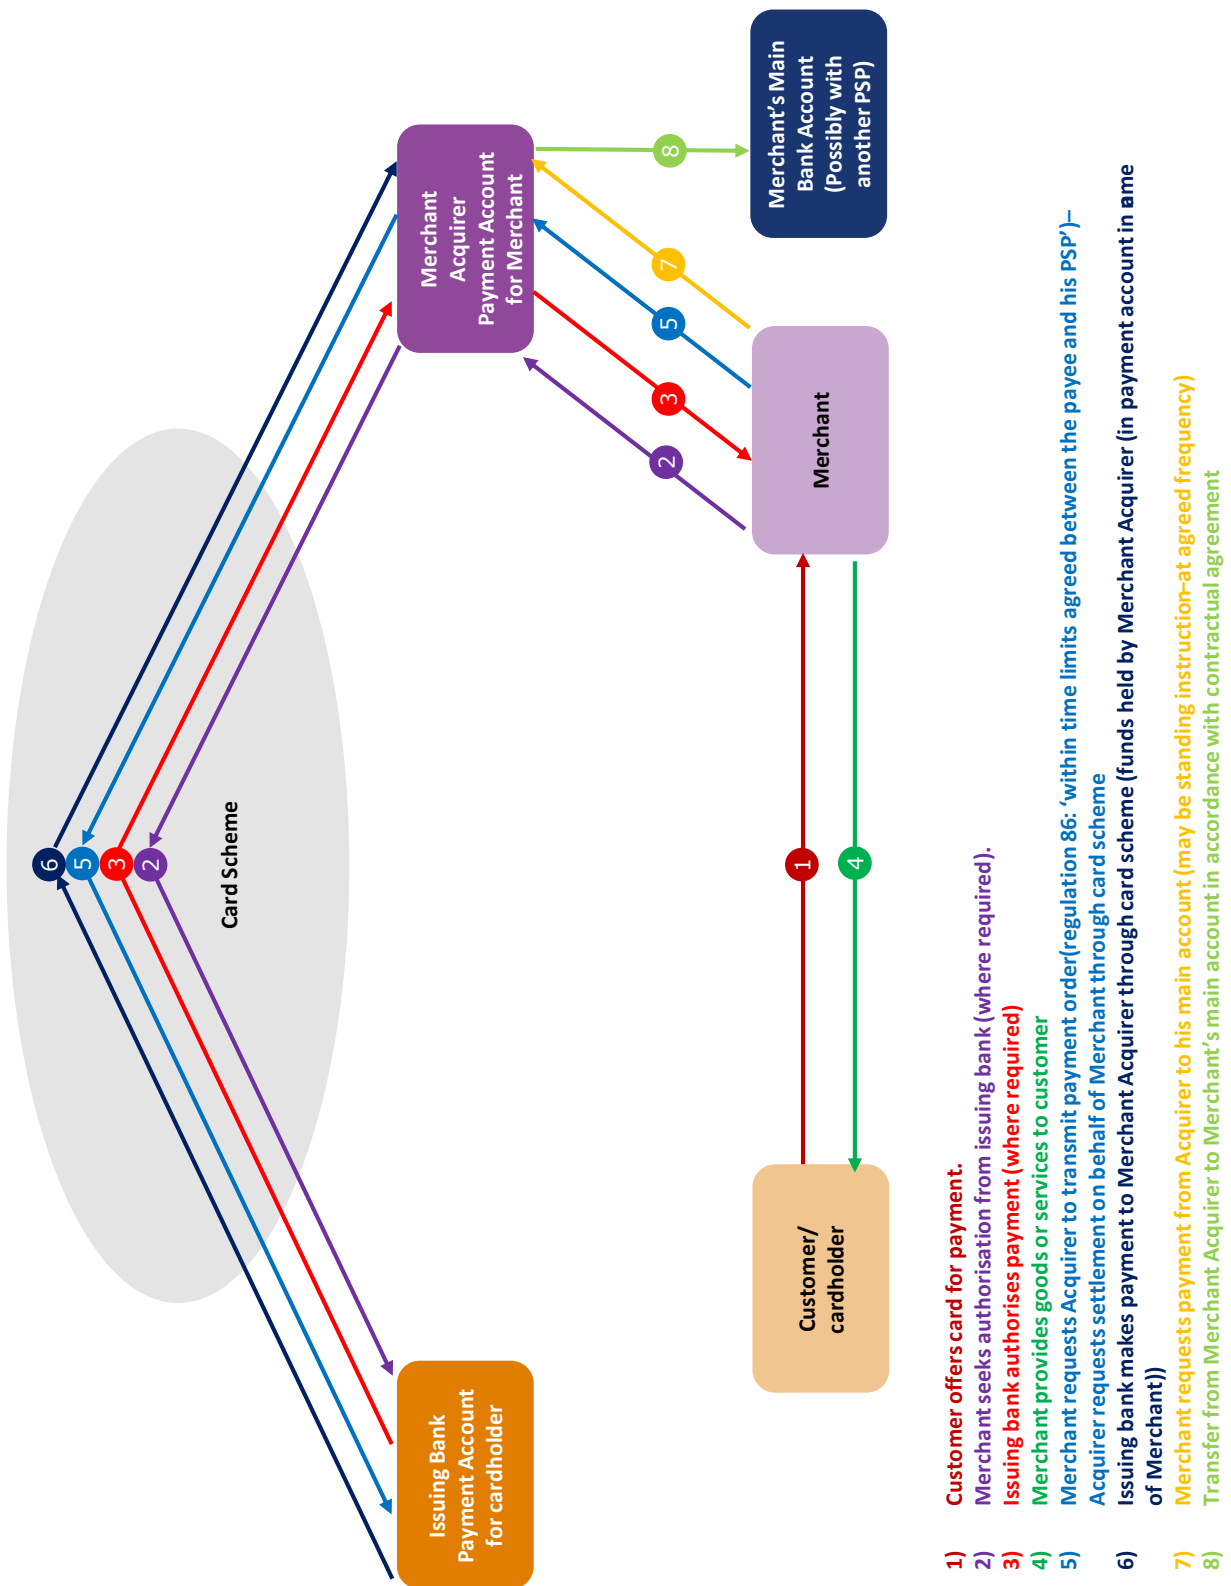 6
5
3
2
Card Scheme
Issuing Bank
Payment Account
for cardholder
Merchant
Acquirer
Payment Account
for Merchant
2
3
5
7
8
Customer/
cardholder
1
4
Merchant
Merchant's Main
Bank Account
(Possibly with
another PSP)
1) Customer offers card for payment.
2) Merchant seeks authorisation from issuing bank (where required).
3) Issuing bank authorises payment (where required)
4) Merchant provides goods or services to customer
5) Merchant requests Acquirer to transmit payment order(regulation 86: ‘within time limits agreed between the payee and his PSP’)–
Acquirer requests settlement on behalf of Merchant through card scheme
6) Issuing bank makes payment to Merchant Acquirer through card scheme (funds held by Merchant Acquirer (in payment account in ame
of Merchant))
7) Merchant requests payment from Acquirer to his main account (may be standing instruction–at agreed frequency)
8) Transfer from Merchant Acquirer to Merchant's main account in accordance with contractual agreement